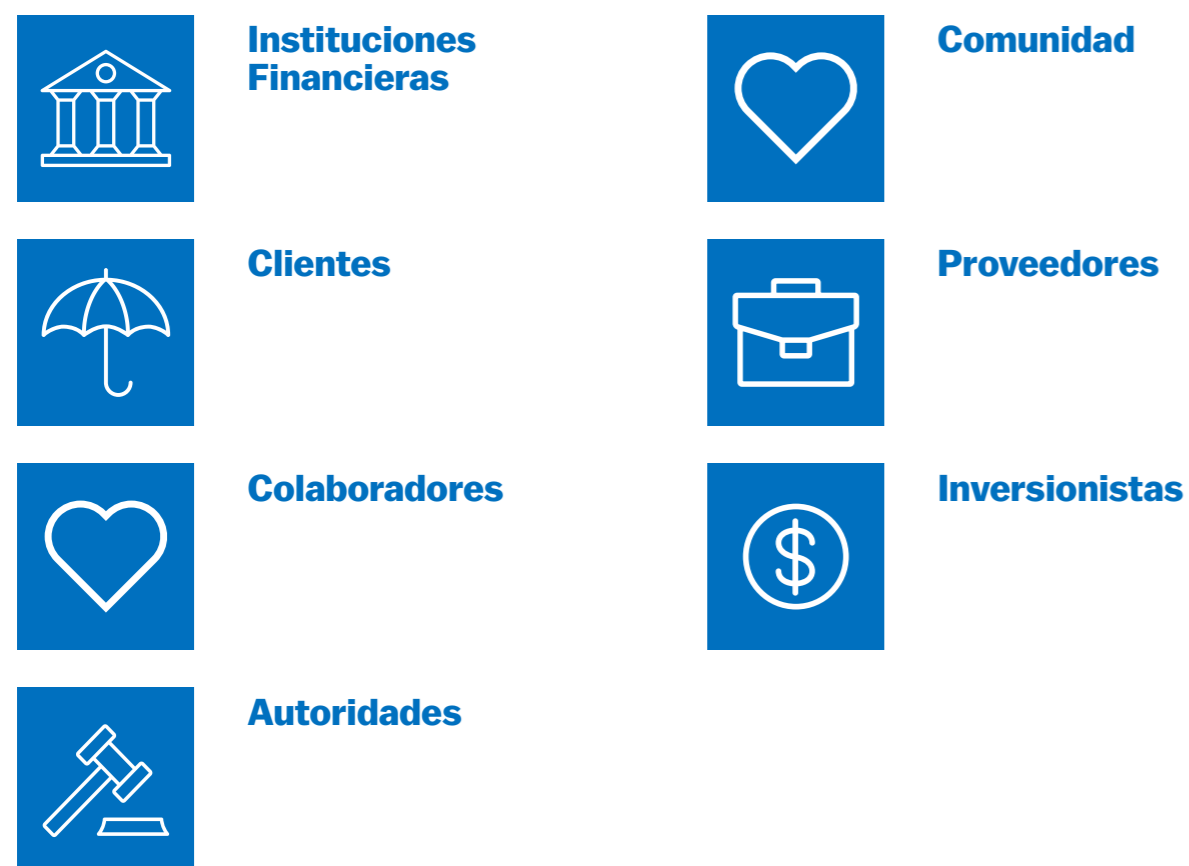 Instituciones
Financieras
Clientes
Colaboradores
Autoridades
Comunidad
Proveedores
Inversionistas